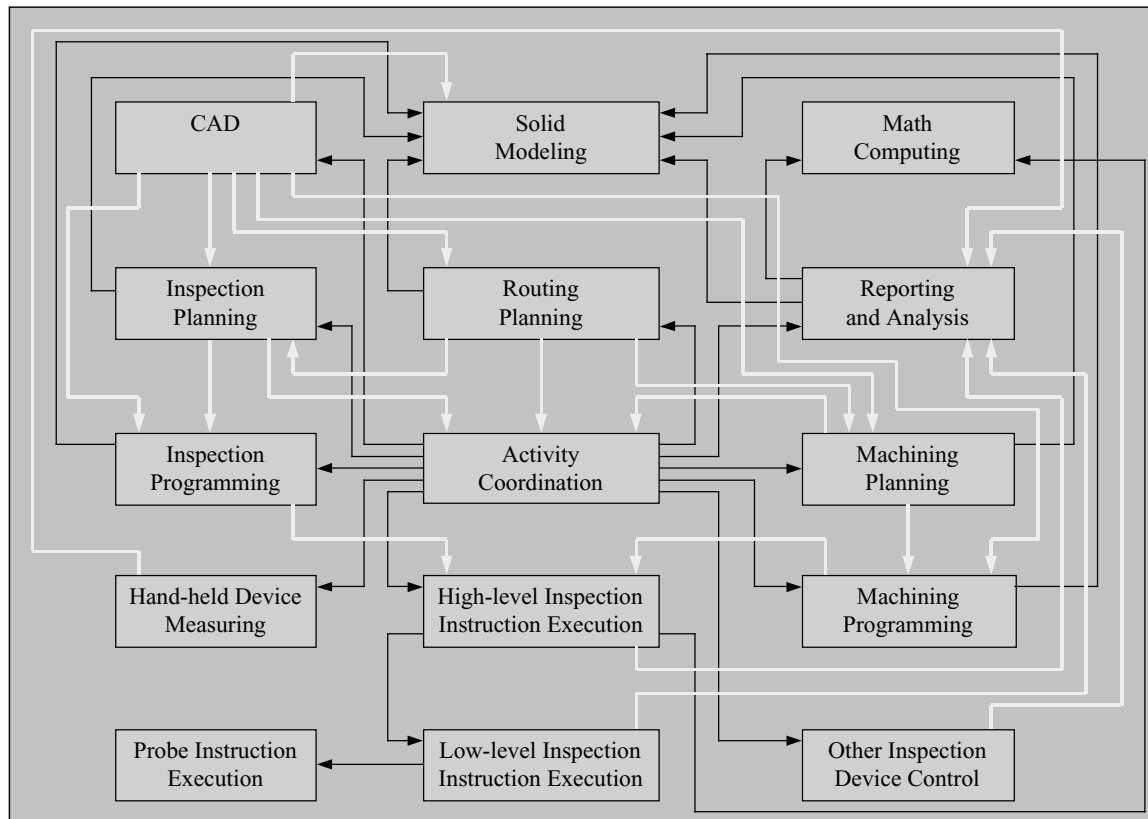 CAD
Solid
Modeling
Math
Computing
Inspection
Planning
Routing
Planning
Reporting
and Analysis
Inspection
Programming
Activity
Coordination
Machining
Planning
Hand-held Device
Measuring
High-level Inspection
Instruction Execution
Machining
Programming
Probe Instruction
Execution
Low-level Inspection
Instruction Execution
Other Inspection
Device Control